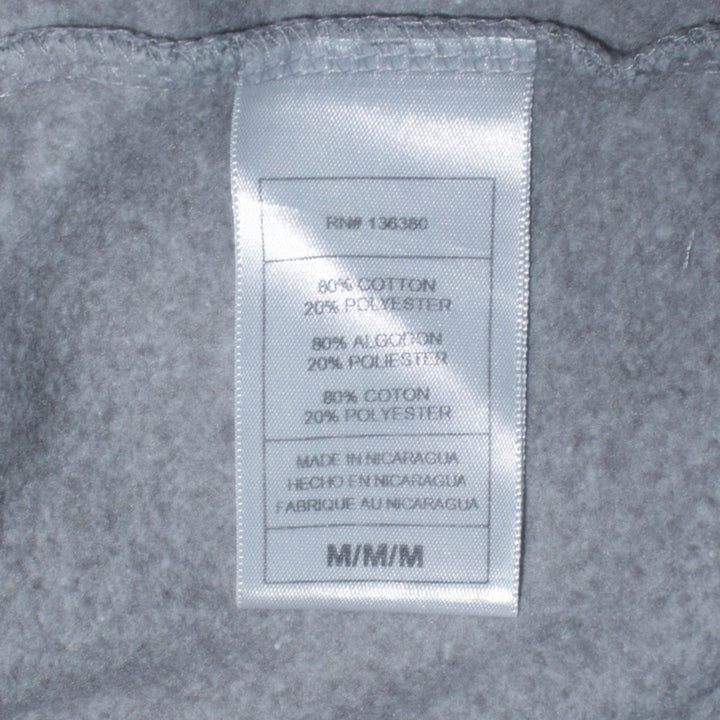 RN# 136380
80% COTTON
20% POLYESTER
80% ALGODON
20% POLIESTER
80% COTON
20% POLYESTER
MADE IN NICARAGUA
HECHO EN NICARAGUA
FABRIQUE AU NICARAGUA
M/M/M